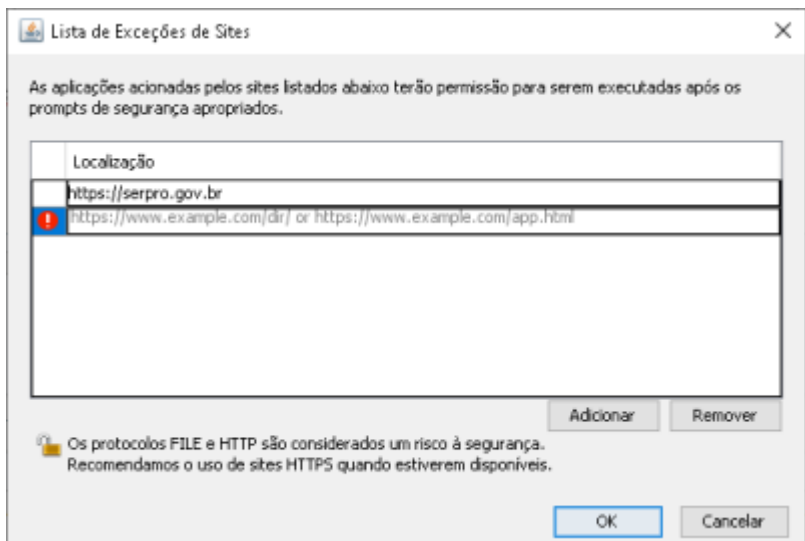 Lista de Exceções de Sites
As aplicações acionadas pelos sites listados abaixo terão permissão para serem executadas após os
prompts de segurança apropriados.
Localização
https://serpro.gov.br
https://www.example.com/dir/ or https://www.example.com/app.html
Adicionar Remover
Os protocolos FILE e HTTP são considerados um risco à segurança.
Recomendamos o uso de sites HTTPS quando estiverem disponíveis.
OK Cancelar